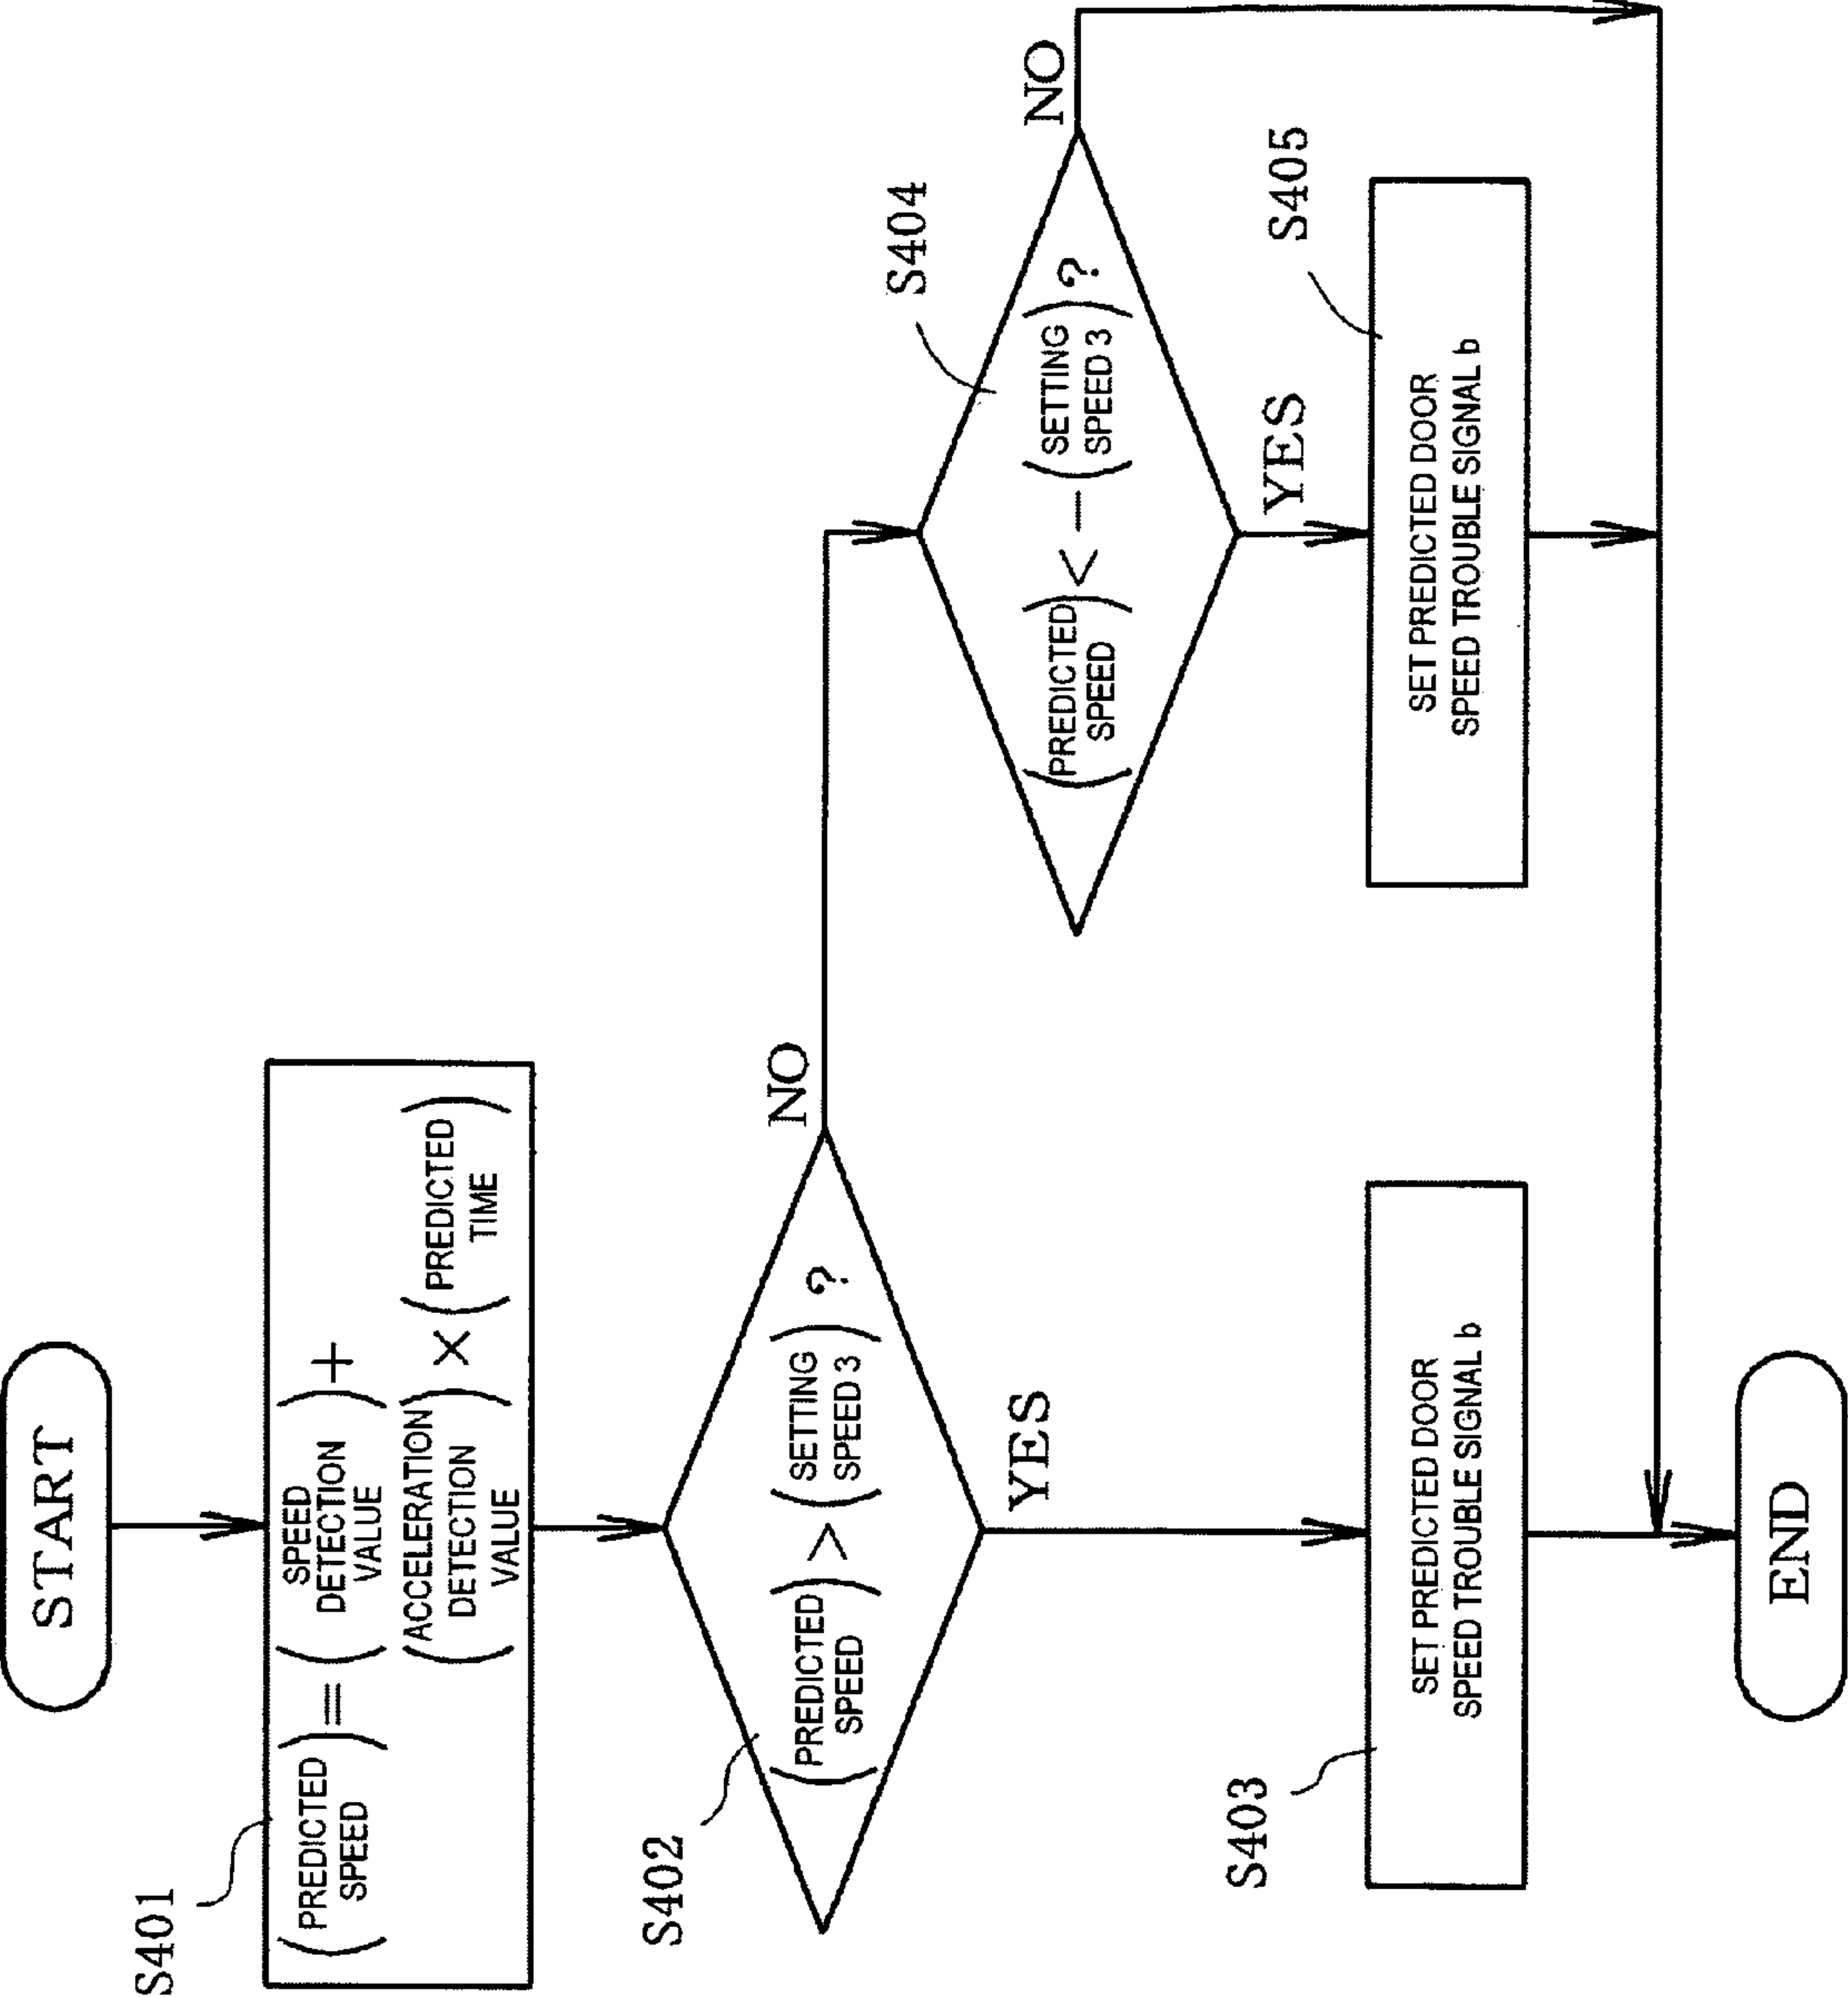 START
S401
(PREDICTED SPEED) = (SPEED DETECTION VALUE) +
(ACCELERATION DETECTION VALUE) × (PREDICTED TIME)
S402
(PREDICTED SPEED) > (SETTING SPEED 3) ?
NO
YES
S403
SET PREDICTED DOOR
SPEED TROUBLE SIGNAL b
S404
(PREDICTED SPEED) < - (SETTING SPEED 3) ?
NO
YES
S405
SET PREDICTED DOOR
SPEED TROUBLE SIGNAL b
END